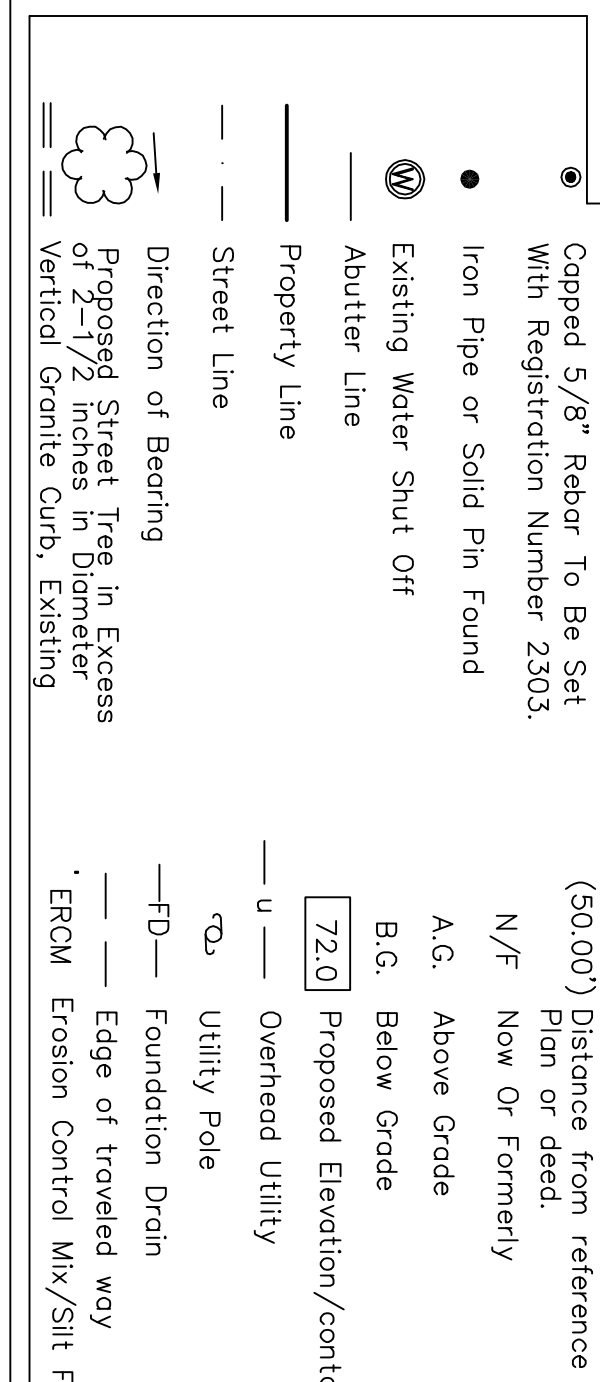 Capped 5/8" Rebar To Be Set
With Registration Number 2303.
Iron Pipe or Solid Pin Found
W Existing Water Shut Off
Abutter Line
Property Line
Street Line
Direction of Bearing
Proposed Street Tree in Excess
of 2-1/2 inches in Diameter
Vertical Granite Curb, Existing
(50.00') Distance from reference
Plan or deed.
N/F Now Or Formerly
A.G. Above Grade
B.G. Below Grade
72.0 Proposed Elevation/conto
u Overhead Utility
Utility Pole
FD Foundation Drain
Edge of traveled way
ERCM Erosion Control Mix/Silt F